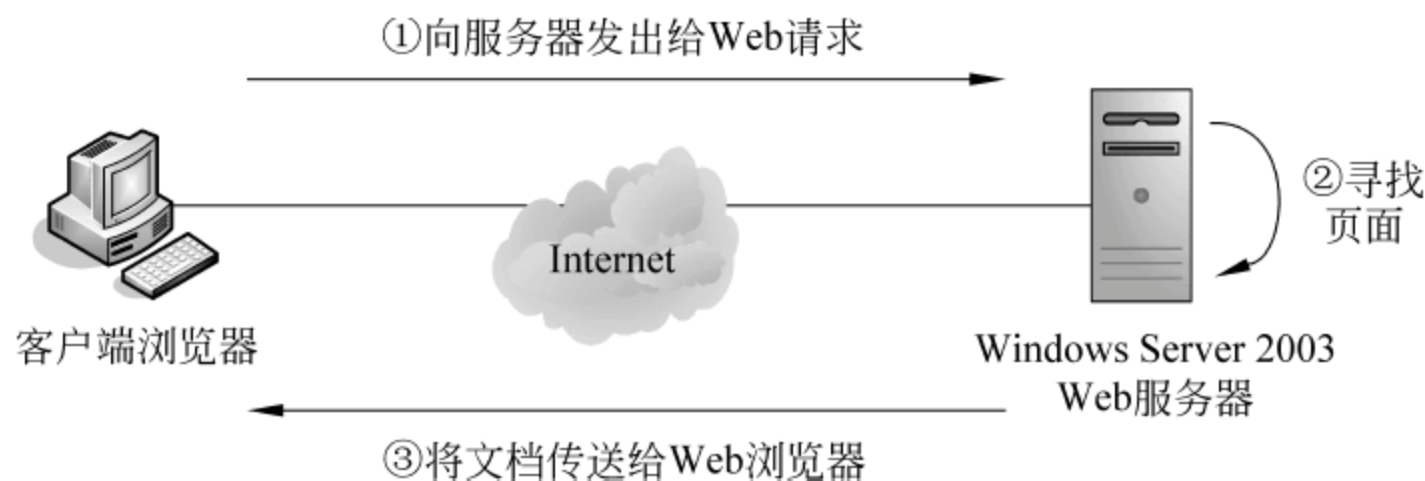 ①向服务器发出给Web请求
②寻找
页面
Internet
客户端浏览器
Windows Server 2003
Web服务器
③将文档传送给Web浏览器